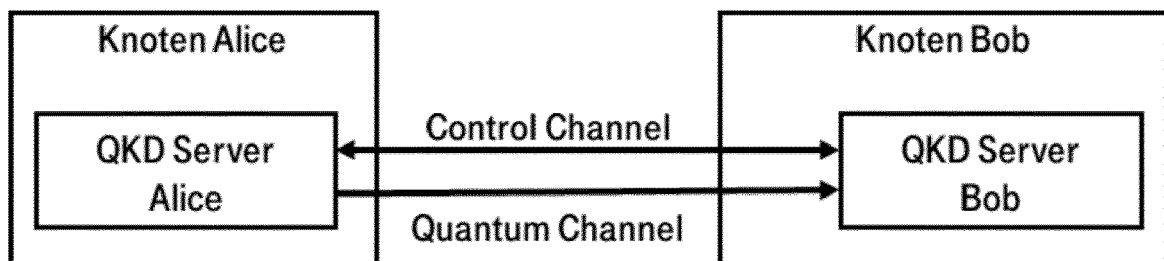 Knoten Alice
Knoten Bob
Control Channel
QKD Server
Alice
QKD Server
Bob
Quantum Channel